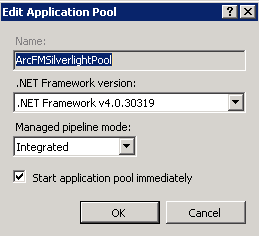 Edit Application Pool
Name:
ArcFMSilverlightPool
.NET Framework version:
.NET Framework v4.0.30319
Managed pipeline mode:
Integrated
Start application pool immediately
OK
Cancel